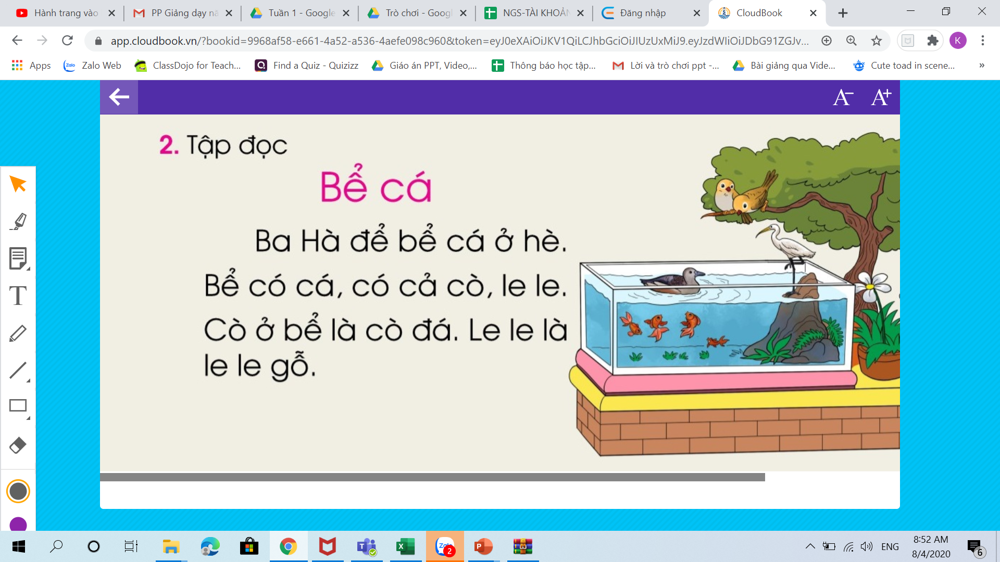 Hành trang vào
PP Giảng dạy nă
Tuần 1 - Google
Trò chơi - Googl
NGS-TÀI KHOẢN
Đăng nhập
CloudBook
app.cloudbook.vn/?bookid=9968af58-e661-4a52-a536-4aefe098c960&token=eyJ0eXAiOiJKV1QiLCJhbGciOiJIUzUxMiJ9.eyJzdWIiOiJDbG91ZGJv...
K
Apps
Zalo Web
ClassDojo for Teach...
Find a Quiz - Quizizz
Giáo án PPT, Video,...
Thông báo học tập...
Lời và trò chơi ppt -...
Bài giảng qua Vide...
Cute toad in scene...
»
A- A+
2. Tập đọc
Bể cá
Ba Hà để bể cá ở hè.
Bể có cá, có cả cò, le le.
Cò ở bể là cò đá. Le le là
le le gỗ.
T
2
ENG
8:52 AM
8/4/2020
6